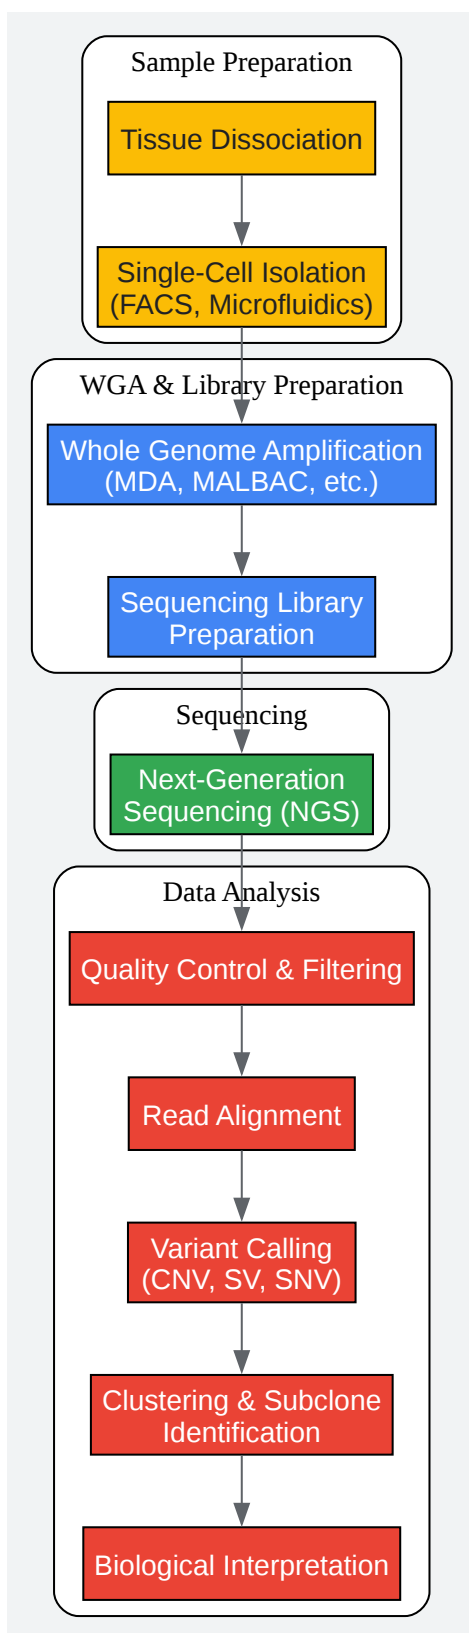 Sample Preparation
Tissue Dissociation
Single-Cell Isolation
(FACS, Microfluidics)
WGA & Library Preparation
Whole Genome Amplification
(MDA, MALBAC, etc.)
Sequencing Library
Preparation
Sequencing
Next-Generation
Sequencing (NGS)
Data Analysis
Quality Control & Filtering
Read Alignment
Variant Calling
(CNV, SV, SNV)
Clustering & Subclone
Identification
Biological Interpretation